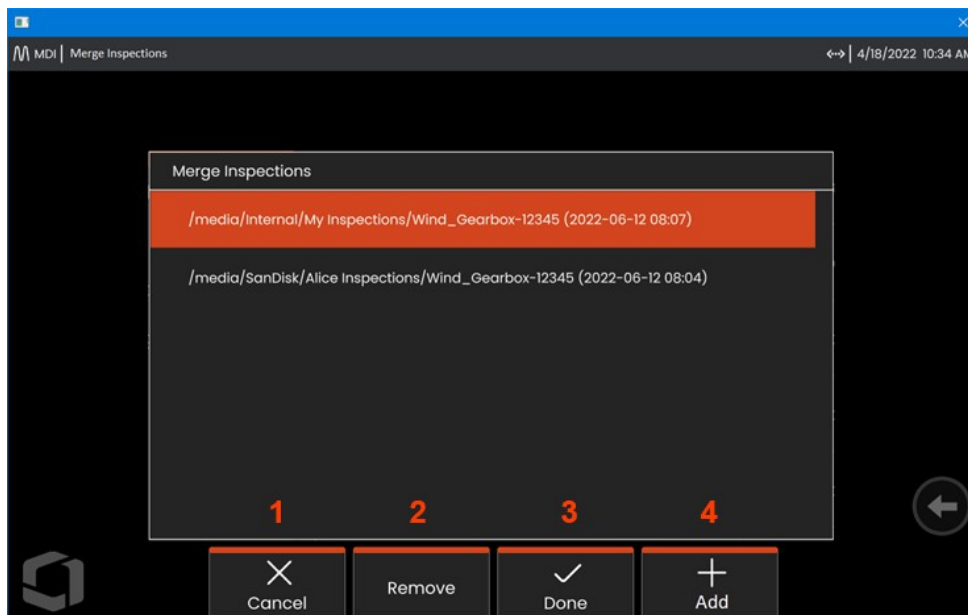 MDI | Merge Inspections
4/18/2022 10:34 AM
Merge Inspections
/media/Internal/My Inspections/Wind_Gearbox-12345 (2022-06-12 08:07)
/media/SanDisk/Alice Inspections/Wind_Gearbox-12345 (2022-06-12 08:04)
1 2 3 4
Cancel Remove Done Add